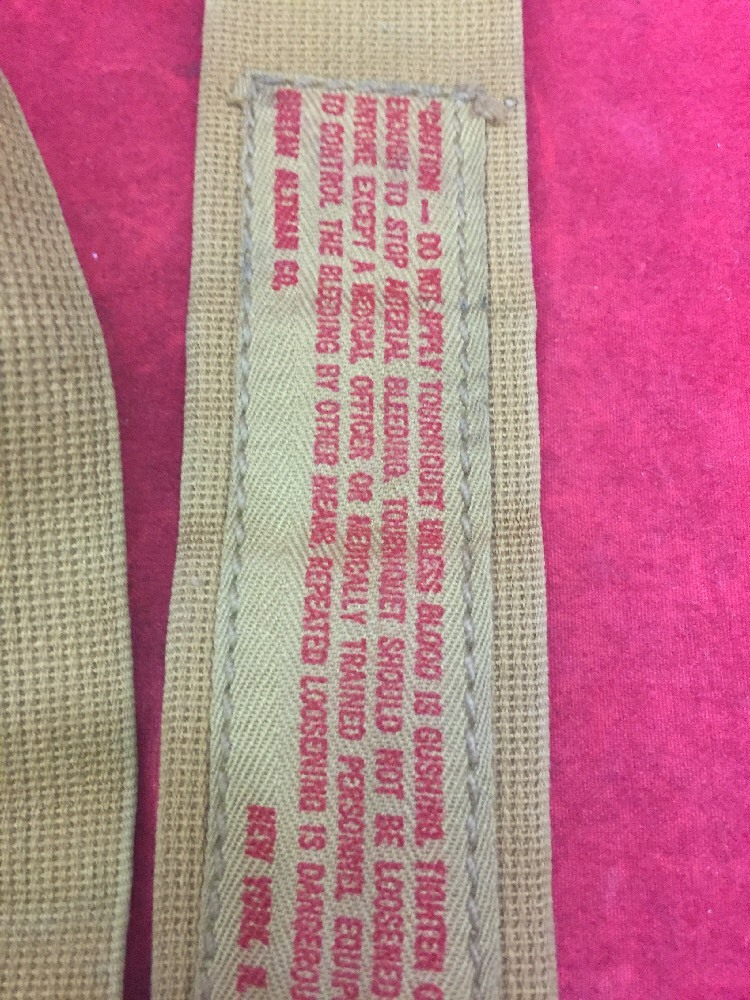 "CAUTION — DO NOT APPLY TOURNIQUET UNLESS BLOOD IS GUSHING. TIGHTEN O
ENOUGH TO STOP ARTERIAL BLEEDING. TOURNIQUET SHOULD NOT BE LOOSENED
ANYONE EXCEPT A MEDICAL OFFICER OR MEDICALLY TRAINED PERSONNEL EQUIP
TO CONTROL THE BLEEDING BY OTHER MEANS. REPEATED LOOSENING IS DANGEROU
ALTMAN CO. NEW YORK, N.